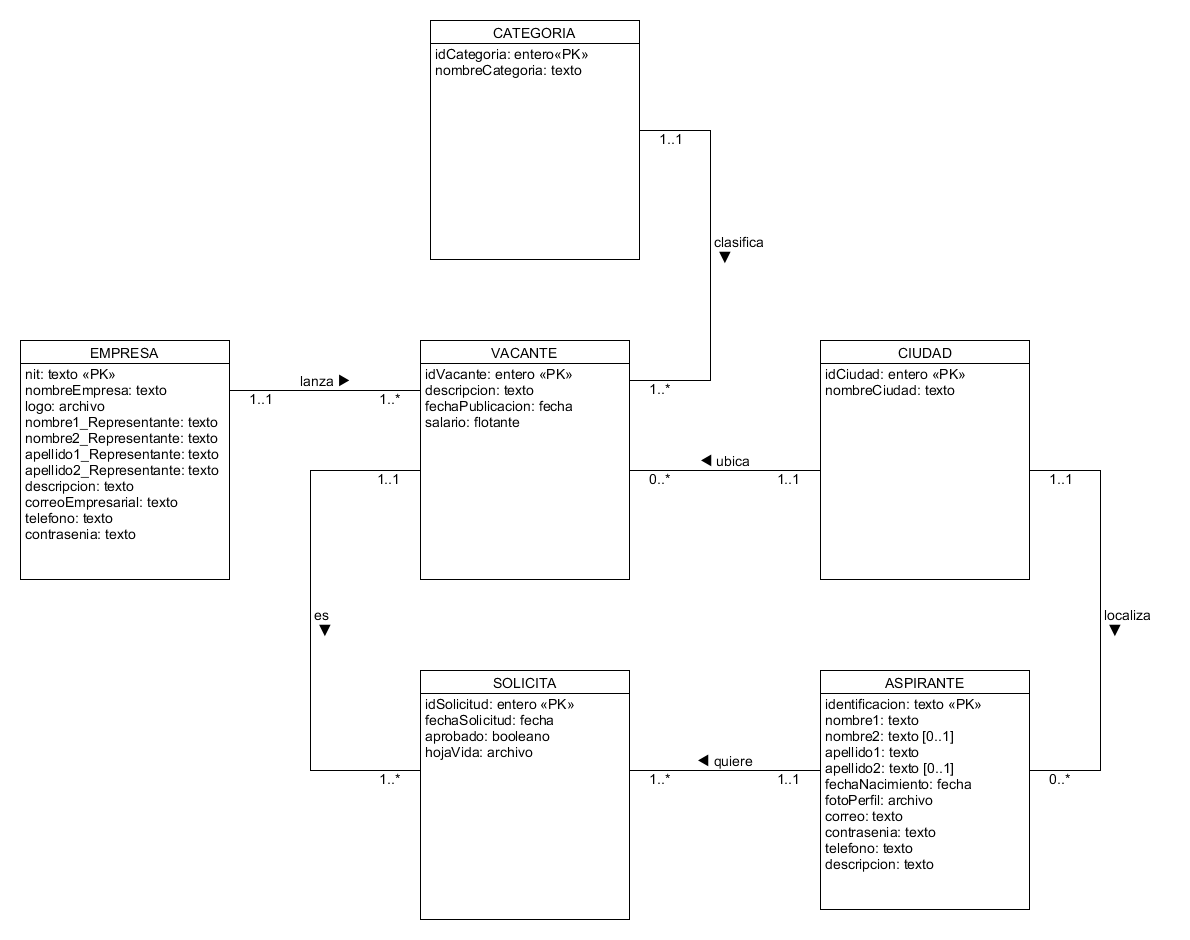 CATEGORIA
idCategoria: entero«PK»
nombreCategoria: texto
1..1
clasifica
1..*
EMPRESA
nit: texto «PK»
nombreEmpresa: texto
logo: archivo
nombre1_Representante: texto
nombre2_Representante: texto
apellido1_Representante: texto
apellido2_Representante: texto
descripcion: texto
correoEmpresarial: texto
telefono: texto
contrasenia: texto
lanza
1..1
1..*
VACANTE
idVacante: entero «PK»
descripcion: texto
fechaPublicacion: fecha
salario: flotante
ubica
0..*
1..1
CIUDAD
idCiudad: entero «PK»
nombreCiudad: texto
1..1
es
1..1
1..*
localiza
0..*
SOLICITA
idSolicitud: entero «PK»
fechaSolicitud: fecha
aprobado: booleano
hojaVida: archivo
quiere
1..*
1..1
ASPIRANTE
identificacion: texto «PK»
nombre1: texto
nombre2: texto [0..1]
apellido1: texto
apellido2: texto [0..1]
fechaNacimiento: fecha
fotoPerfil: archivo
correo: texto
contrasenia: texto
telefono: texto
descripcion: texto